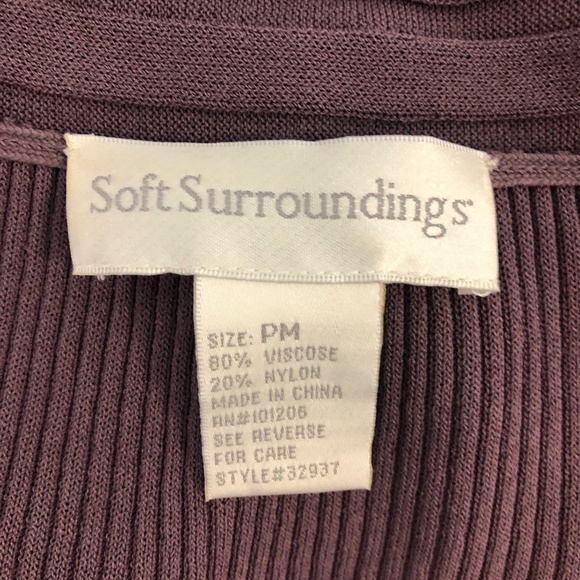 Soft Surroundings
SIZE: PM
80% VISCOSE
20% NYLON
MADE IN CHINA
RN#101206
SEE REVERSE
FOR CARE
STYLE#32937